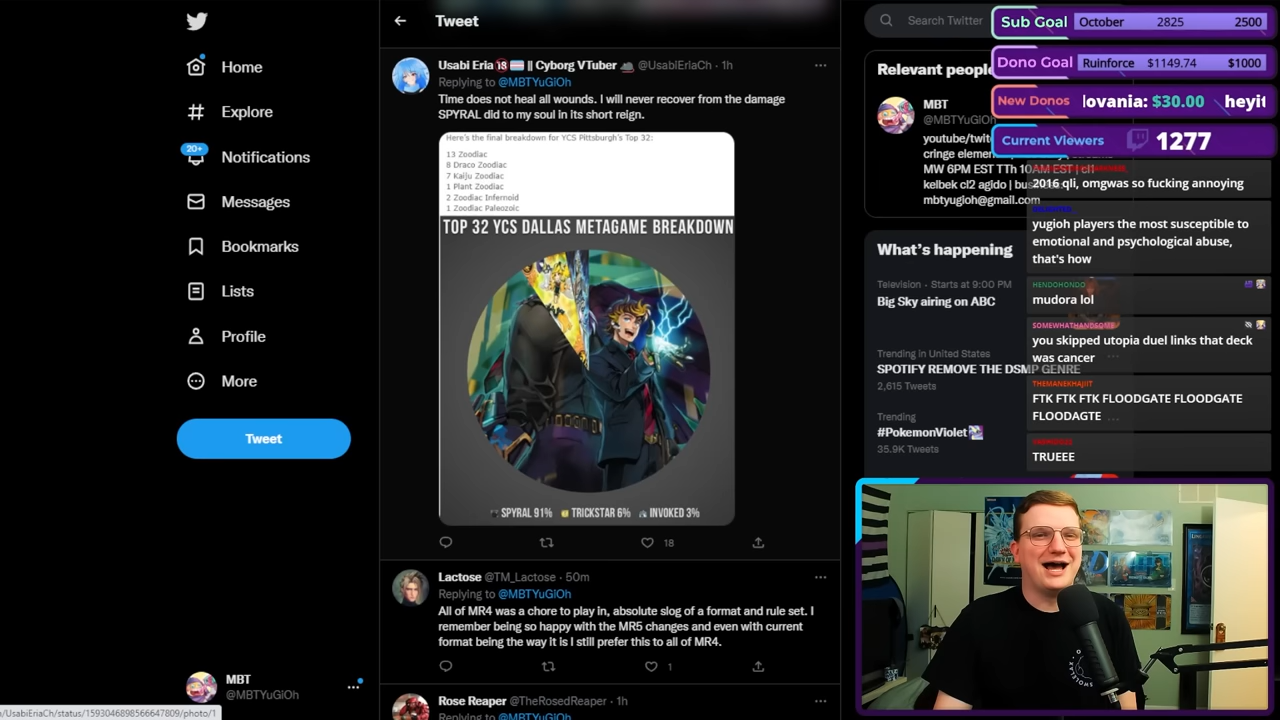 Home
Explore
20+
Notifications
Messages
Bookmarks
Lists
Profile
More
Tweet
MBT
@MBTYuGiOh
/UsabiEriaCh/status/1593046898566647809/photo/1
Tweet
Usabi Eria🔞 || Cyborg VTuber @UsabiEriaCh · 1h
Replying to @MBTYuGiOh
Time does not heal all wounds. I will never recover from the damage
SPYRAL did to my soul in its short reign.
Here's the final breakdown for YCS Pittsburgh's Top 32:
13 Zoodiac
8 Draco Zoodiac
7 Kaiju Zoodiac
1 Plant Zoodiac
2 Zoodiac Infernoid
1 Zoodiac Paleozoic
TOP 32 YCS DALLAS METAGAME BREAKDOWN
SPYRAL 91% TRICKSTAR 6% INVOKED 3%
18
Lactose @TM_Lactose · 50m
Replying to @MBTYuGiOh
All of MR4 was a chore to play in, absolute slog of a format and rule set. I
remember being so happy with the MR5 changes and even with current
format being the way it is I still prefer this to all of MR4.
1
Rose Reaper @TheRosedReaper · 1h
Replying to @MBTYuGiOh
Search Twitter
Relevant people
MBT
@MBTYuGiOh
youtube/twit
cringe elemen
MW 6PM EST TTh 10AM EST | cl1
kelbek cl2 agido | bus
mbtyugioh@gmail.com
What's happening
Television · Starts at 9:00 PM
Big Sky airing on ABC
Trending in United States
SPOTIFY REMOVE THE DSMP GENRE
2,615 Tweets
Trending
#PokemonViolet
35.9K Tweets
Sub Goal October 2825 2500
Dono Goal Ruinforce $1149.74 $1000
New Donos lovania: $30.00 heyit
Current Viewers 1277
2016 qli, omgwas so fucking annoying
yugioh players the most susceptible to
emotional and psychological abuse,
that's how
HENDOHONDO
mudora lol
SOMEWHATHANDSOME
you skipped utopia duel links that deck
was cancer
THEMANEKHAJIIT
FTK FTK FTK FLOODGATE FLOODGATE
FLOODAGTE
TRUEEE